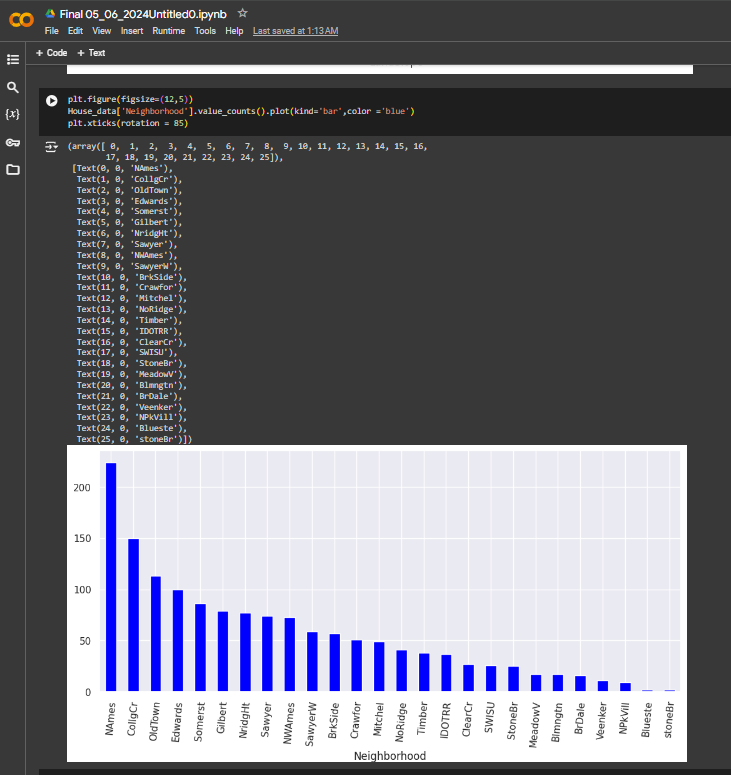 Final 05_06_2024Untitled0.ipynb
File Edit View Insert Runtime Tools Help Last saved at 1:13 AM
+ Code + Text
{x}
plt.figure(figsize=(12,5))
House_data['Neighborhood'].value_counts().plot(kind='bar',color ='blue')
plt.xticks(rotation = 85)
(array([ 0,  1,  2,  3,  4,  5,  6,  7,  8,  9, 10, 11, 12, 13, 14, 15, 16,
17, 18, 19, 20, 21, 22, 23, 24, 25]),
[Text(0, 0, 'NAmes'),
Text(1, 0, 'CollgCr'),
Text(2, 0, 'OldTown'),
Text(3, 0, 'Edwards'),
Text(4, 0, 'Somerst'),
Text(5, 0, 'Gilbert'),
Text(6, 0, 'NridgHt'),
Text(7, 0, 'Sawyer'),
Text(8, 0, 'NWAmes'),
Text(9, 0, 'SawyerW'),
Text(10, 0, 'BrkSide'),
Text(11, 0, 'Crawfor'),
Text(12, 0, 'Mitchel'),
Text(13, 0, 'NoRidge'),
Text(14, 0, 'Timber'),
Text(15, 0, 'IDOTRR'),
Text(16, 0, 'ClearCr'),
Text(17, 0, 'SWISU'),
Text(18, 0, 'StoneBr'),
Text(19, 0, 'MeadowV'),
Text(20, 0, 'Blmngtn'),
Text(21, 0, 'BrDale'),
Text(22, 0, 'Veenker'),
Text(23, 0, 'NPkVill'),
Text(24, 0, 'Blueste'),
Text(25, 0, 'stoneBr')])
200
150
100
50
0
NAmes
CollgCr
OldTown
Edwards
Somerst
Gilbert
NridgHt
Sawyer
NWAmes
SawyerW
BrkSide
Crawfor
Mitchel
NoRidge
Timber
IDOTRR
ClearCr
SWISU
StoneBr
MeadowV
Blmngtn
BrDale
Veenker
NPkVill
Blueste
stoneBr
Neighborhood